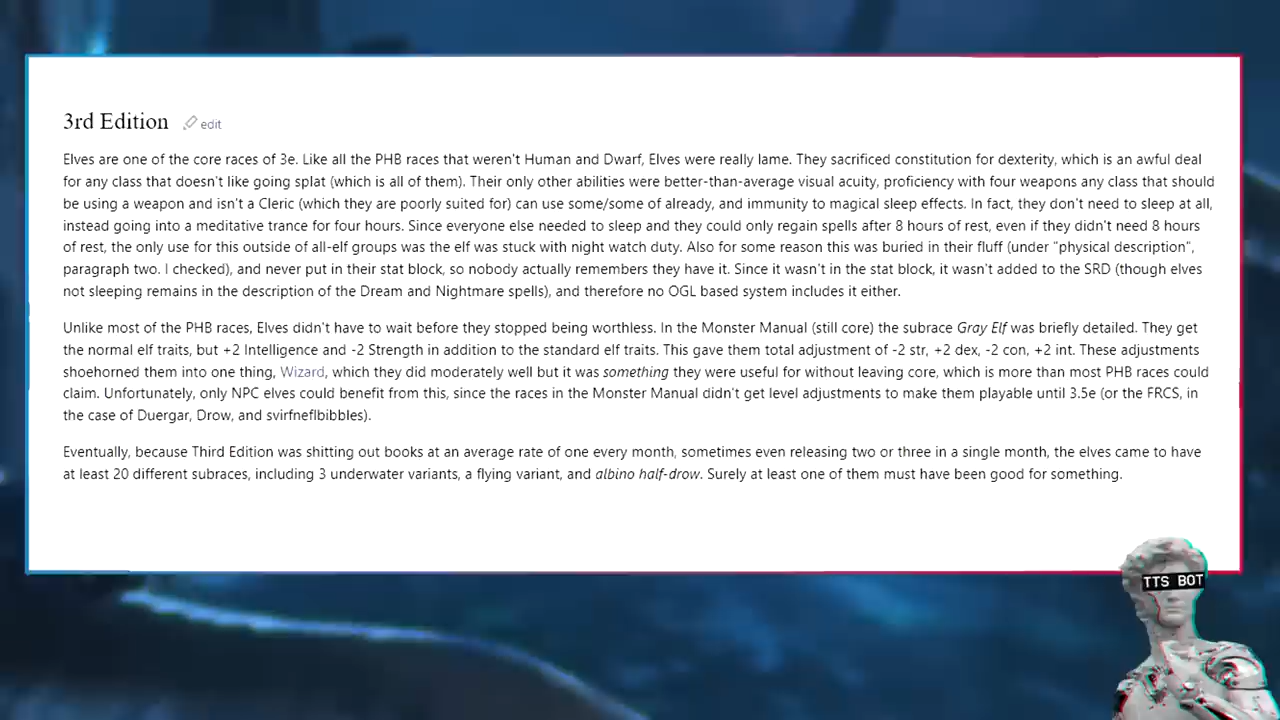 3rd Edition edit
Elves are one of the core races of 3e. Like all the PHB races that weren't Human and Dwarf, Elves were really lame. They sacrificed constitution for dexterity, which is an awful deal
for any class that doesn't like going splat (which is all of them). Their only other abilities were better-than-average visual acuity, proficiency with four weapons any class that should
be using a weapon and isn't a Cleric (which they are poorly suited for) can use some/some of already, and immunity to magical sleep effects. In fact, they don't need to sleep at all,
instead going into a meditative trance for four hours. Since everyone else needed to sleep and they could only regain spells after 8 hours of rest, even if they didn't need 8 hours
of rest, the only use for this outside of all-elf groups was the elf was stuck with night watch duty. Also for some reason this was buried in their fluff (under "physical description",
paragraph two. I checked), and never put in their stat block, so nobody actually remembers they have it. Since it wasn't in the stat block, it wasn't added to the SRD (though elves
not sleeping remains in the description of the Dream and Nightmare spells), and therefore no OGL based system includes it either.
Unlike most of the PHB races, Elves didn't have to wait before they stopped being worthless. In the Monster Manual (still core) the subrace Gray Elf was briefly detailed. They get
the normal elf traits, but +2 Intelligence and -2 Strength in addition to the standard elf traits. This gave them total adjustment of -2 str, +2 dex, -2 con, +2 int. These adjustments
shoehorned them into one thing, Wizard, which they did moderately well but it was something they were useful for without leaving core, which is more than most PHB races could
claim. Unfortunately, only NPC elves could benefit from this, since the races in the Monster Manual didn't get level adjustments to make them playable until 3.5e (or the FRCS, in
the case of Duergar, Drow, and svirfneflbibbles).
Eventually, because Third Edition was shitting out books at an average rate of one every month, sometimes even releasing two or three in a single month, the elves came to have
at least 20 different subraces, including 3 underwater variants, a flying variant, and albino half-drow. Surely at least one of them must have been good for something.
TTS BOT